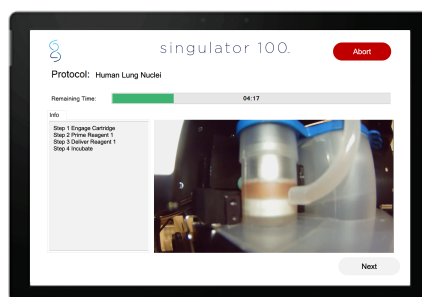 singulator 100.
Abort
Protocol: Human Lung Nuclei
Remaining Time:
04:17
Info
Step 1 Engage Cartridge
Step 2 Prime Reagent 1
Step 3 Deliver Reagent 1
Step 4 Incubate
Next